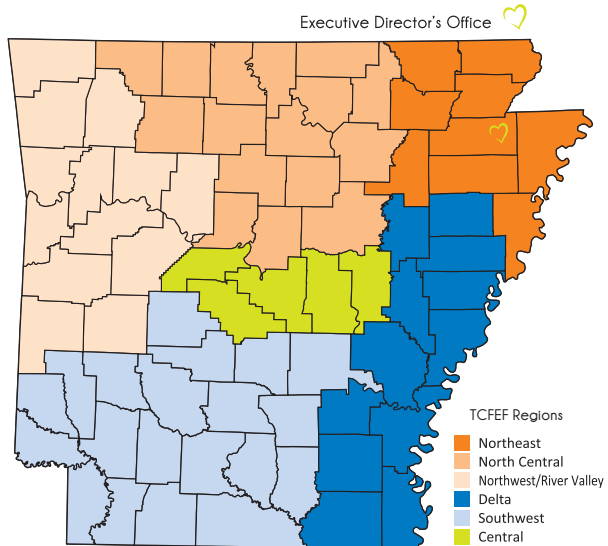 Executive Director's Office
TCFEF Regions
Northeast
North Central
Northwest/River Valley
Delta
Southwest
Central